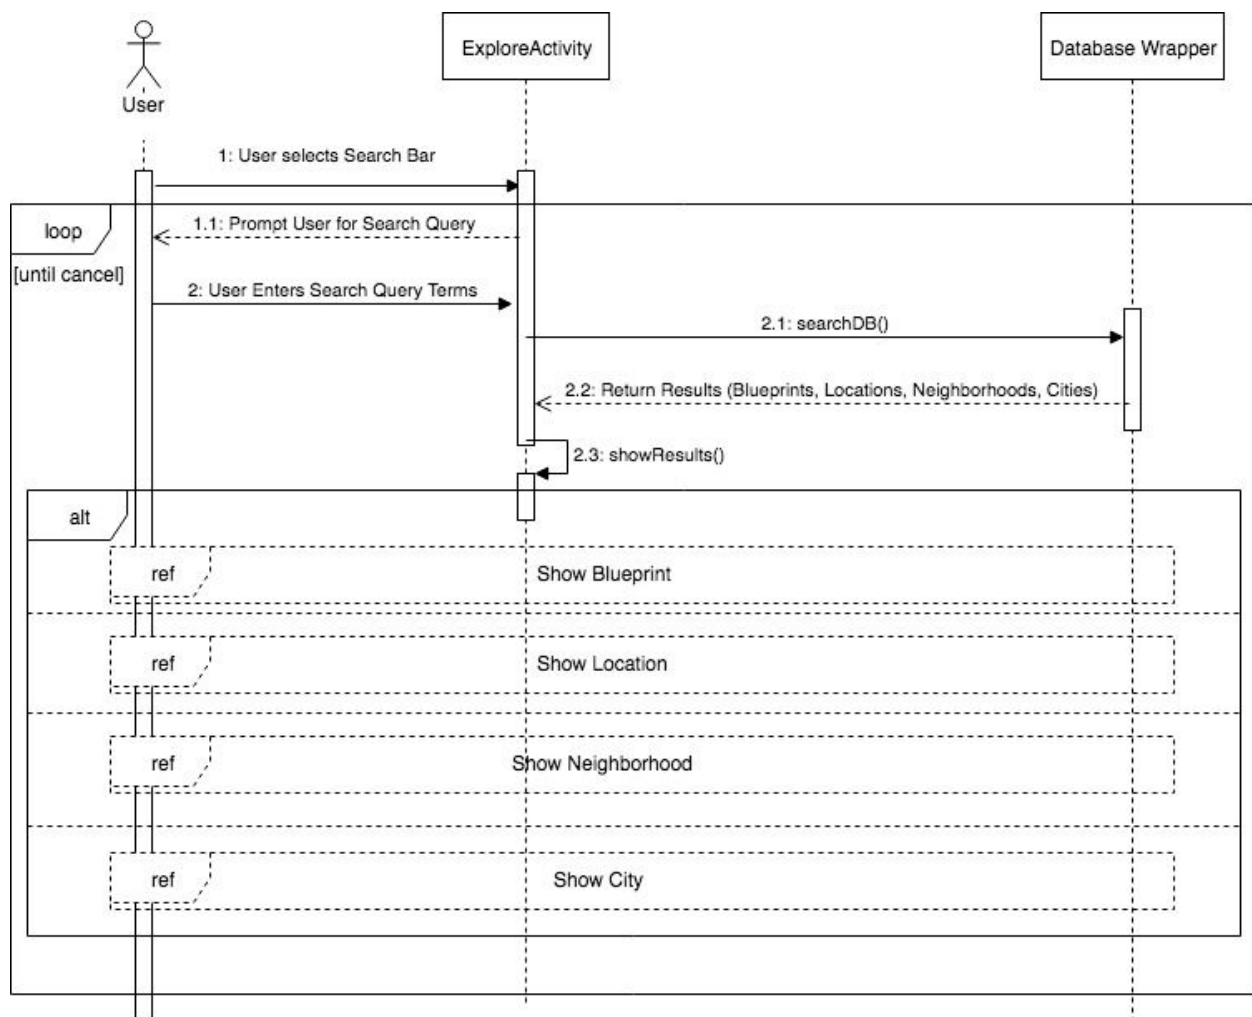 ExploreActivity
Database Wrapper
User
1: User selects Search Bar
loop
1.1: Prompt User for Search Query
[until cancel]
2: User Enters Search Query Terms
2.1: searchDB()
2.2: Return Results (Blueprints, Locations, Neighborhoods, Cities)
2.3: showResults()
alt
ref
Show Blueprint
ref
Show Location
ref
Show Neighborhood
ref
Show City